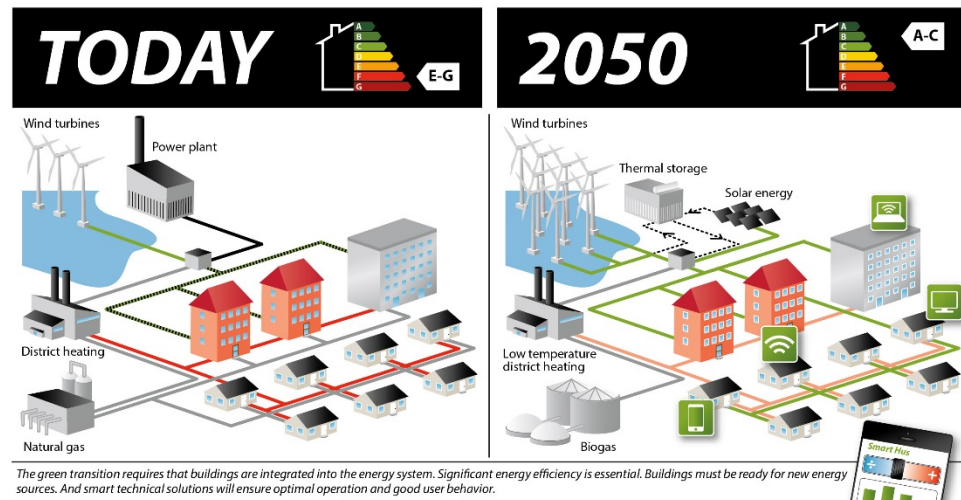 TODAY
A
B
C
D
E
F
G
E-G
2050
A
B
C
D
E
F
G
A-C
Wind turbines
Power plant
District heating
Natural gas
Wind turbines
Thermal storage
Solar energy
Low temperature
district heating
Biogas
Smart Hus
The green transition requires that buildings are integrated into the energy system. Significant energy efficiency is essential. Buildings must be ready for new energy
sources. And smart technical solutions will ensure optimal operation and good user behavior.